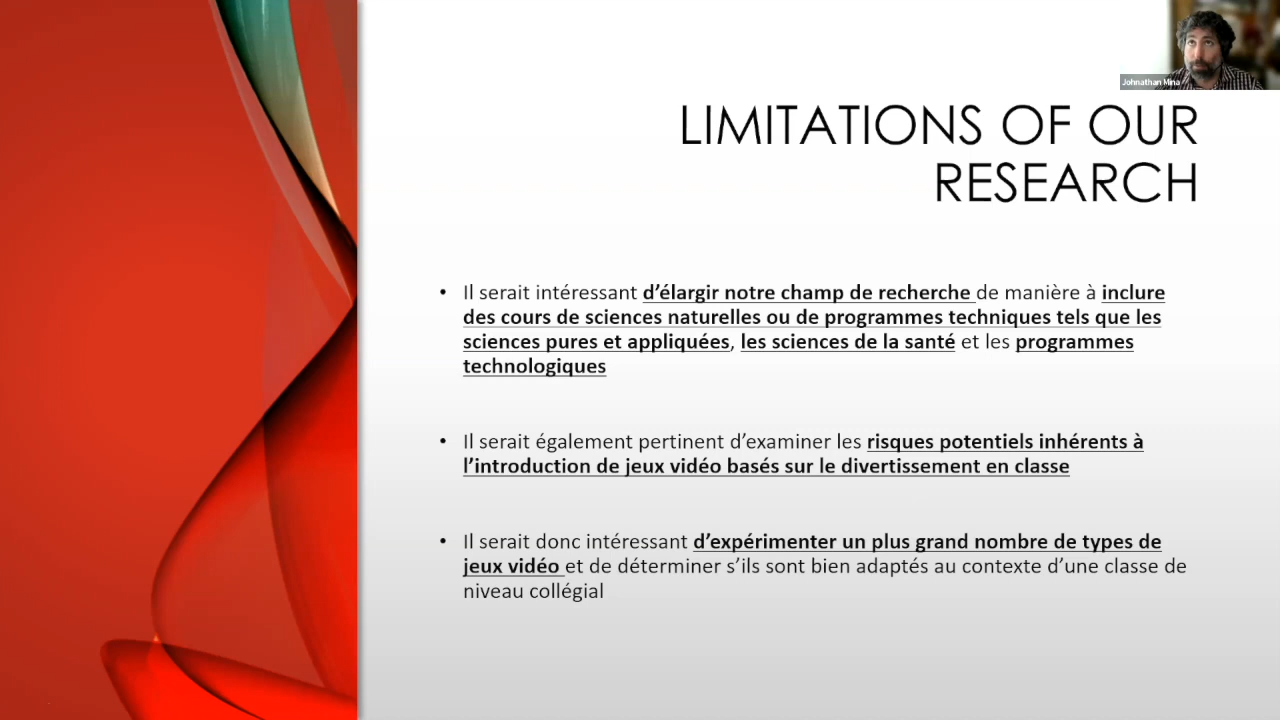 Johnathan Mina
LIMITATIONS OF OUR
RESEARCH
• Il serait intéressant d’élargir notre champ de recherche de manière à inclure
des cours de sciences naturelles ou de programmes techniques tels que les
sciences pures et appliquées, les sciences de la santé et les programmes
technologiques
• Il serait également pertinent d’examiner les risques potentiels inhérents à
l’introduction de jeux vidéo basés sur le divertissement en classe
• Il serait donc intéressant d’expérimenter un plus grand nombre de types de
jeux vidéo et de déterminer s’ils sont bien adaptés au contexte d’une classe de
niveau collégial